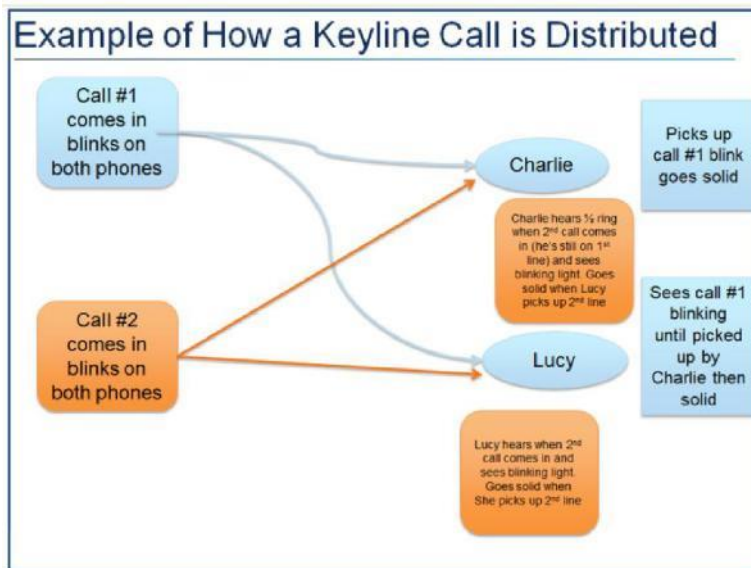 Example of How a Keyline Call is Distributed
Call #1
comes in
blinks on
both phones
Charlie
Picks up
call #1 blink
goes solid
Charlie hears ½ ring
when 2nd call comes
in (he's still on 1st
line) and sees
blinking light. Goes
solid when Lucy
picks up 2nd line
Call #2
comes in
blinks on
both phones
Lucy
Sees call #1
blinking
until picked
up by
Charlie then
solid
Lucy hears when 2nd
call comes in and
sees blinking light.
Goes solid when
She picks up 2nd line